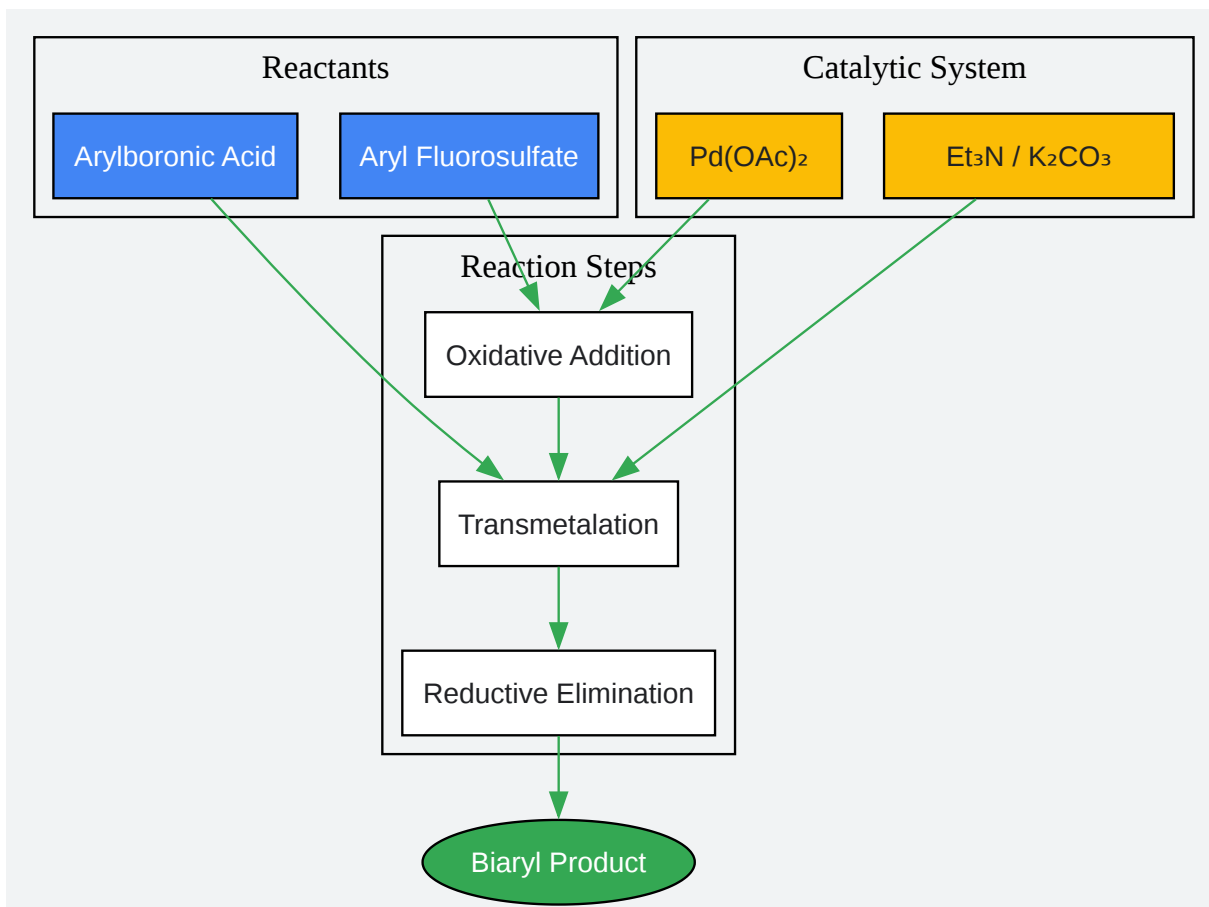 Reactants
Catalytic System
Arylboronic Acid
Aryl Fluorosulfate
Pd(OAc)₂
Et₃N / K₂CO₃
Reaction Steps
Oxidative Addition
Transmetalation
Reductive Elimination
Biaryl Product